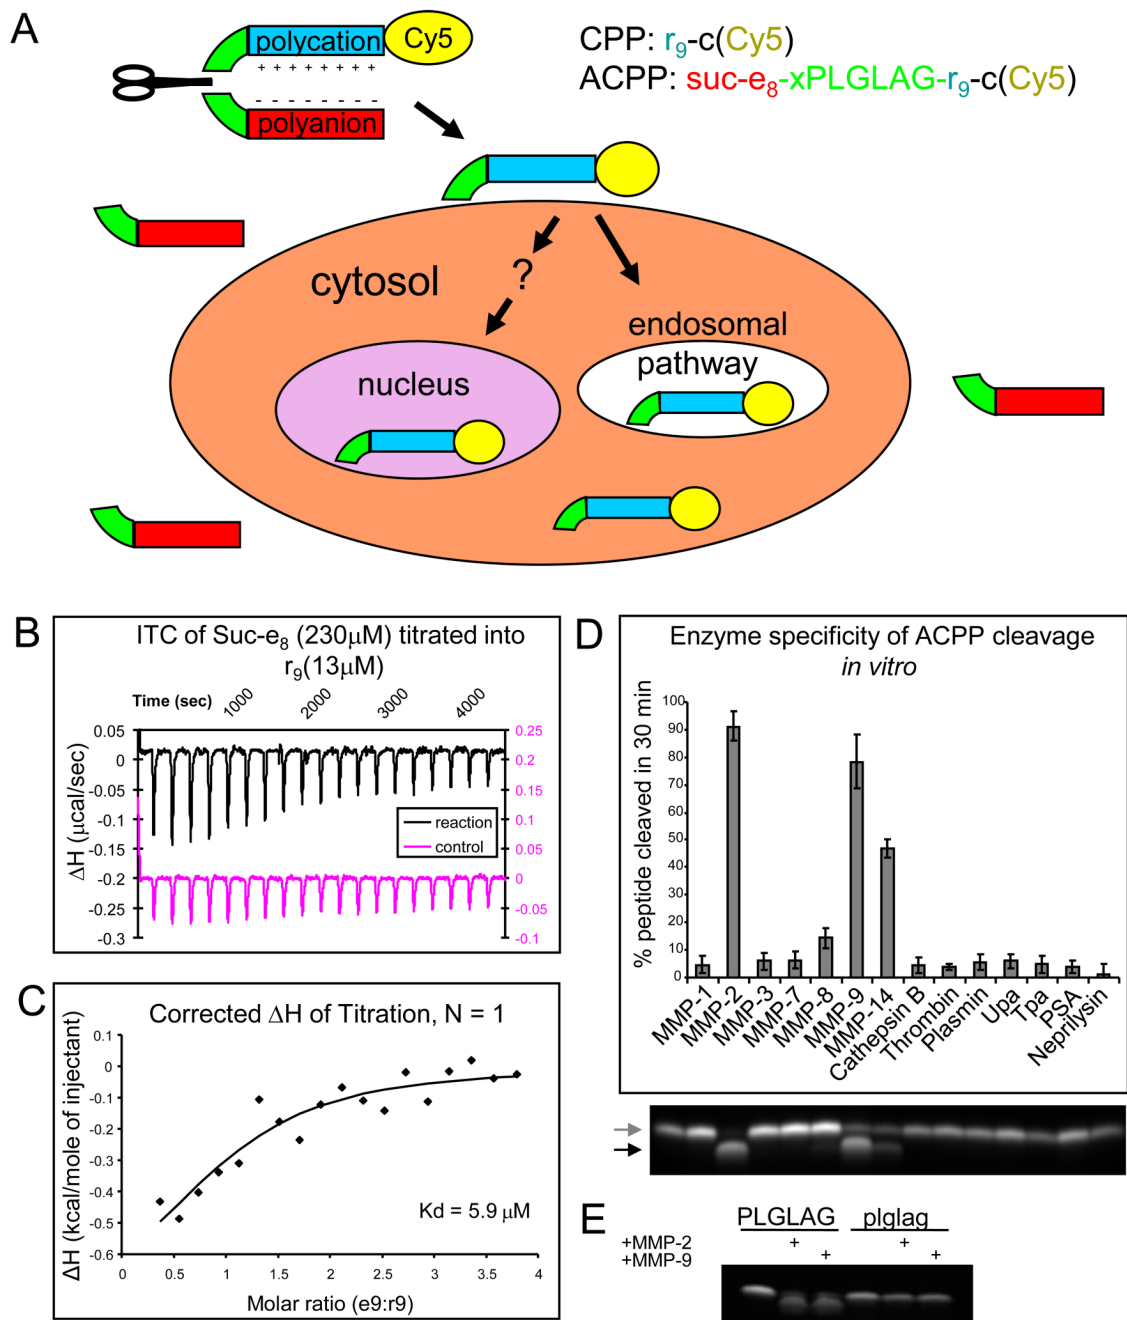 A
polycation
Cy5
+ + + + + + + +
- - - - - - - -
polyanion
CPP: r9-c(Cy5)
ACPP: suc-e8-xPLGLAG-r9-c(Cy5)
cytosol
?
nucleus
endosomal
pathway
B
ITC of Suc-e8 (230µM) titrated into
r9(13µM)
Time (sec)
1000
2000
3000
4000
ΔH (µcal/sec)
0.05
0
-0.05
-0.1
-0.15
-0.2
-0.25
-0.3
0.25
0.2
0.15
0.1
0.05
0
-0.05
-0.1
reaction
control
C
Corrected ΔH of Titration, N = 1
ΔH (kcal/mole of injectant)
0.1
0
-0.1
-0.2
-0.3
-0.4
-0.5
-0.6
0 0.5 1 1.5 2 2.5 3 3.5 4
Kd = 5.9 µM
Molar ratio (e9:r9)
D
Enzyme specificity of ACPP cleavage
in vitro
% peptide cleaved in 30 min
100
90
80
70
60
50
40
30
20
10
0
MMP-1
MMP-2
MMP-3
MMP-7
MMP-8
MMP-9
MMP-14
Cathepsin B
Thrombin
Plasmin
Upa
Tpa
PSA
Neprilysin
E
PLGLAG plglag
+MMP-2 + +
+MMP-9 + +